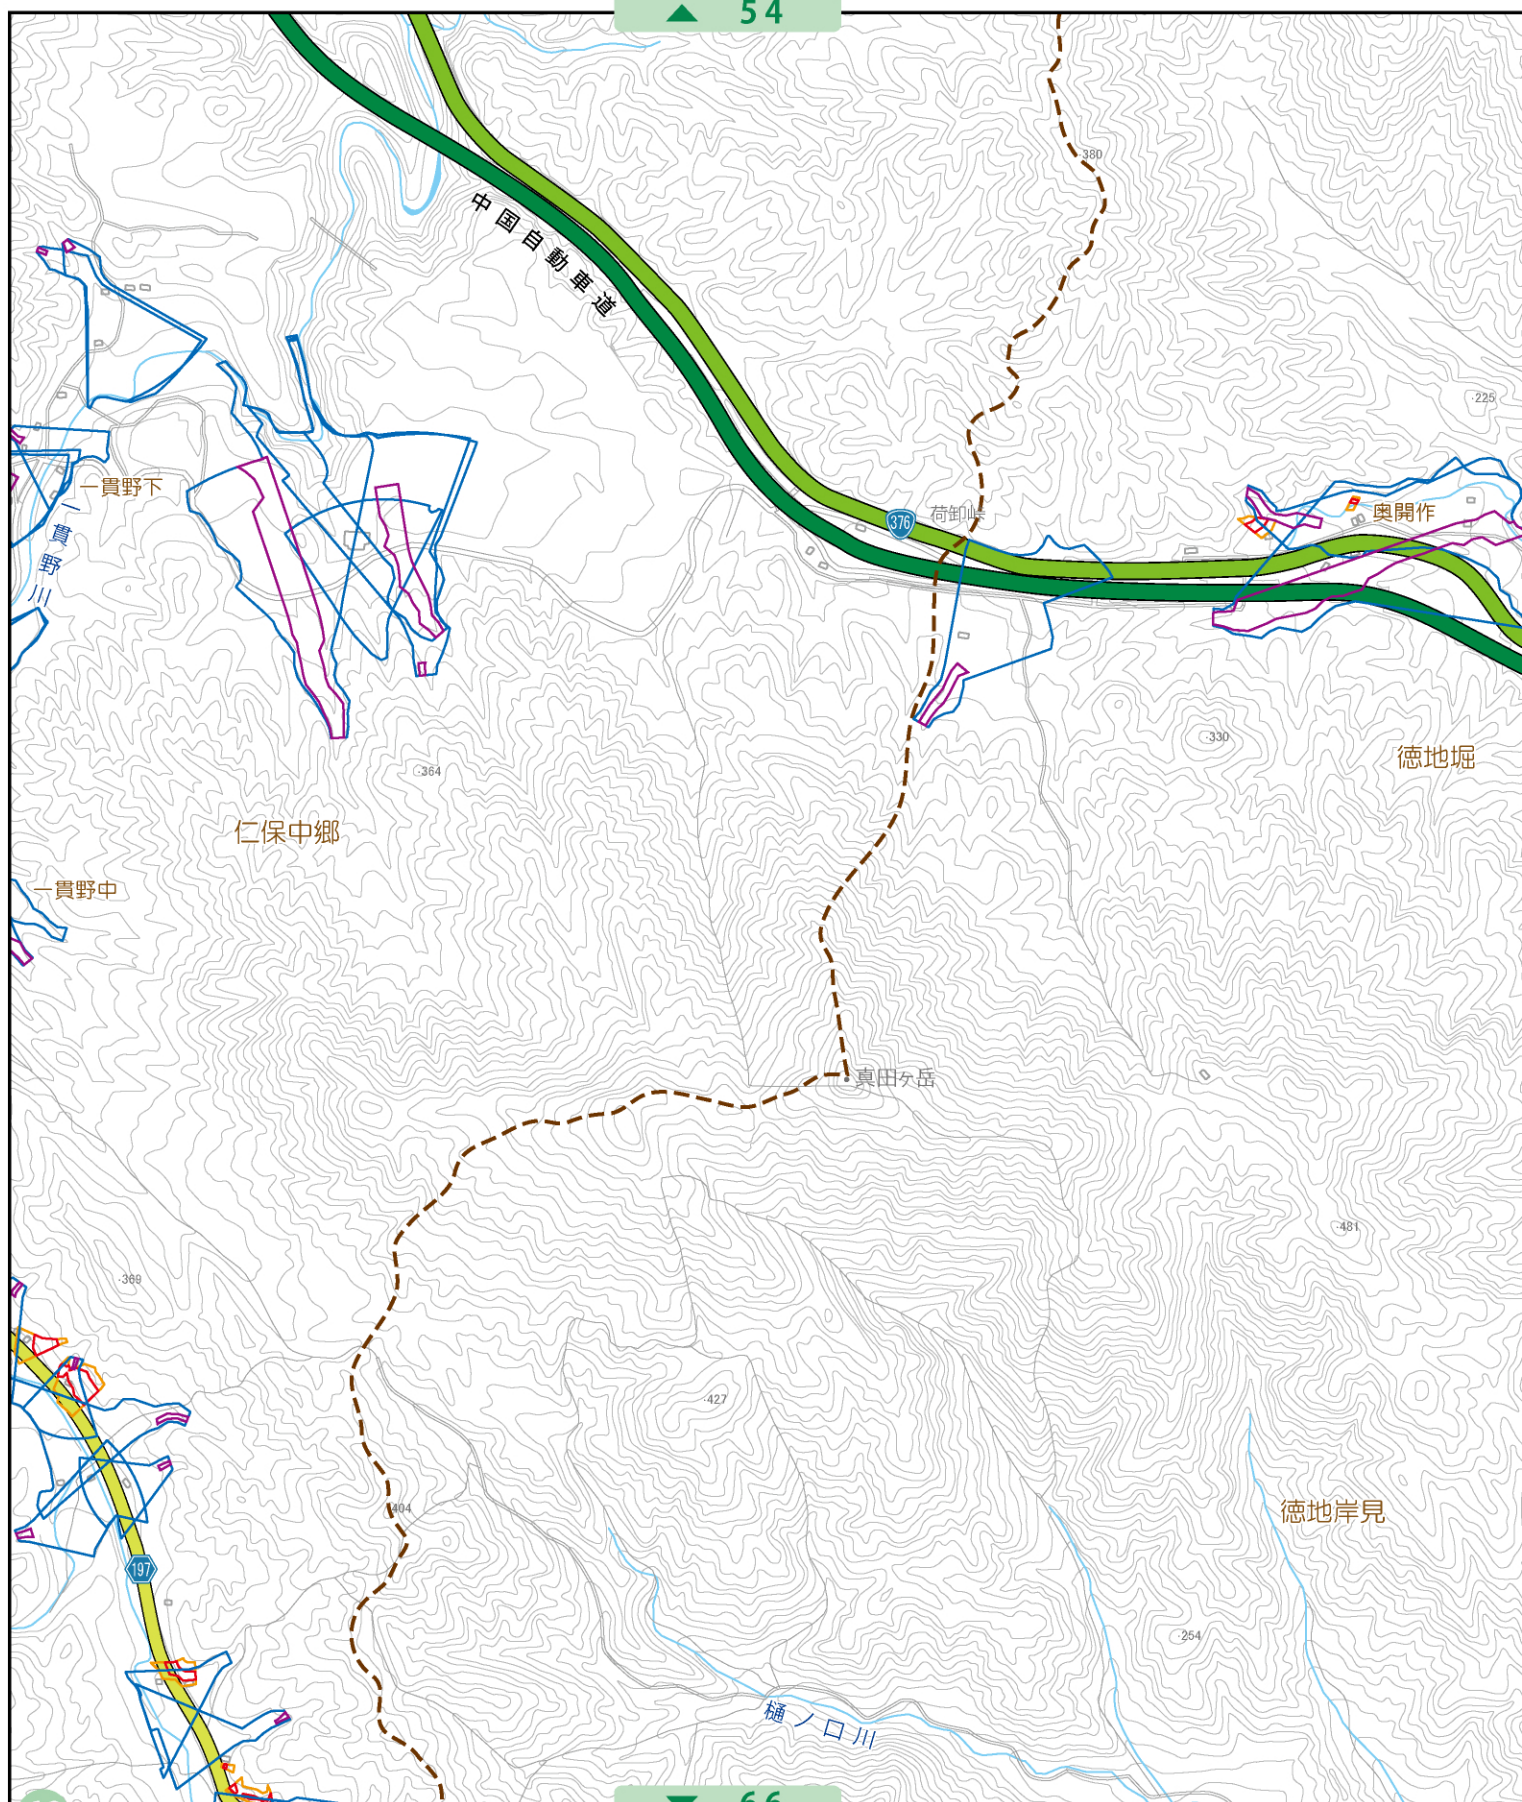 ▲ 54
·380
中国自動車道
·225
一貫野下
荷卸峠
376
奥開作
一貫野川
·330
徳地堀
·364
仁保中郷
一貫野中
真田ヶ岳
·481
·369
·427
·404
徳地岸見
197
·254
樋ノ口川
▼ 66